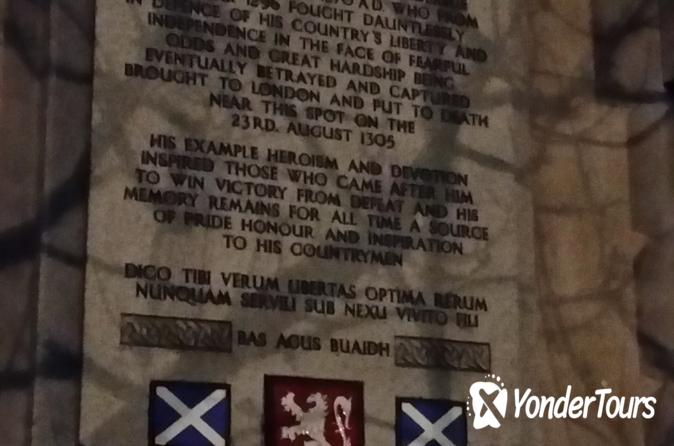 A.D. WHO FROM
1296 FOUGHT DAUNTLESSLY
IN DEFENCE OF HIS COUNTRY'S LIBERTY AND
INDEPENDENCE IN THE FACE OF FEARFUL
ODDS AND GREAT HARDSHIP BEING
EVENTUALLY BETRAYED AND CAPTURED
BROUGHT TO LONDON AND PUT TO DEATH
NEAR THIS SPOT ON THE
23RD. AUGUST 1305
HIS EXAMPLE HEROISM AND DEVOTION
INSPIRED THOSE WHO CAME AFTER HIM
TO WIN VICTORY FROM DEFEAT AND HIS
MEMORY REMAINS FOR ALL TIME A SOURCE
OF PRIDE HONOUR AND INSPIRATION
TO HIS COUNTRYMEN
DICO TIBI VERUM LIBERTAS OPTIMA RERUM
NUNQUAM SERVILI SUB NEXU VIVITO FILI
BAS AGUS BUAIDH
YonderTours